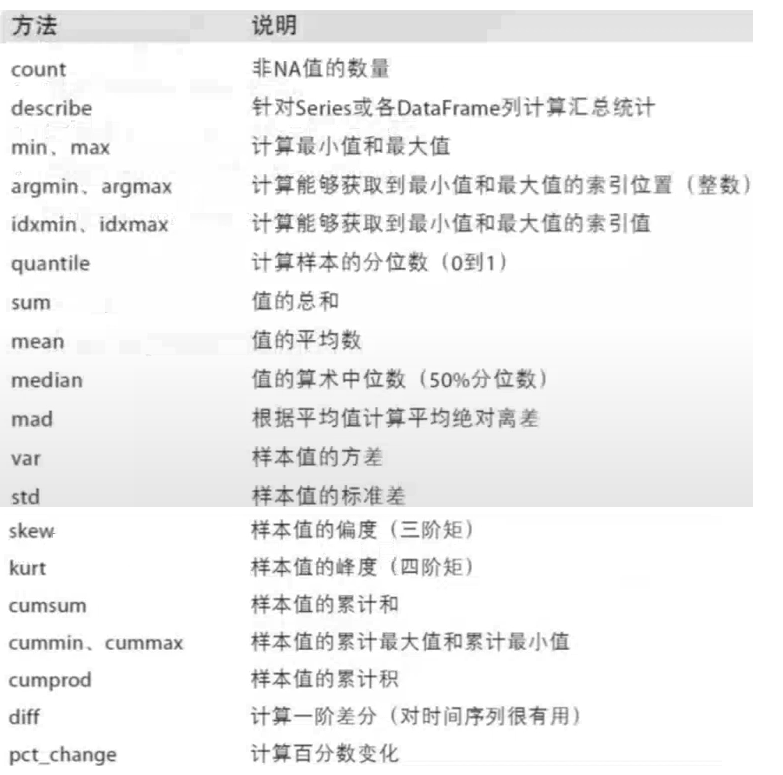 方法 说明
count 非NA值的数量
describe 针对Series或各DataFrame列计算汇总统计
min、max 计算最小值和最大值
argmin、argmax 计算能够获取到最小值和最大值的索引位置（整数）
idxmin、idxmax 计算能够获取到最小值和最大值的索引值
quantile 计算样本的分位数（0到1）
sum 值的总和
mean 值的平均数
median 值的算术中位数（50%分位数）
mad 根据平均值计算平均绝对离差
var 样本值的方差
std 样本值的标准差
skew 样本值的偏度（三阶矩）
kurt 样本值的峰度（四阶矩）
cumsum 样本值的累计和
cummin、cummax 样本值的累计最大值和累计最小值
cumprod 样本值的累计积
diff 计算一阶差分（对时间序列很有用）
pct_change 计算百分数变化